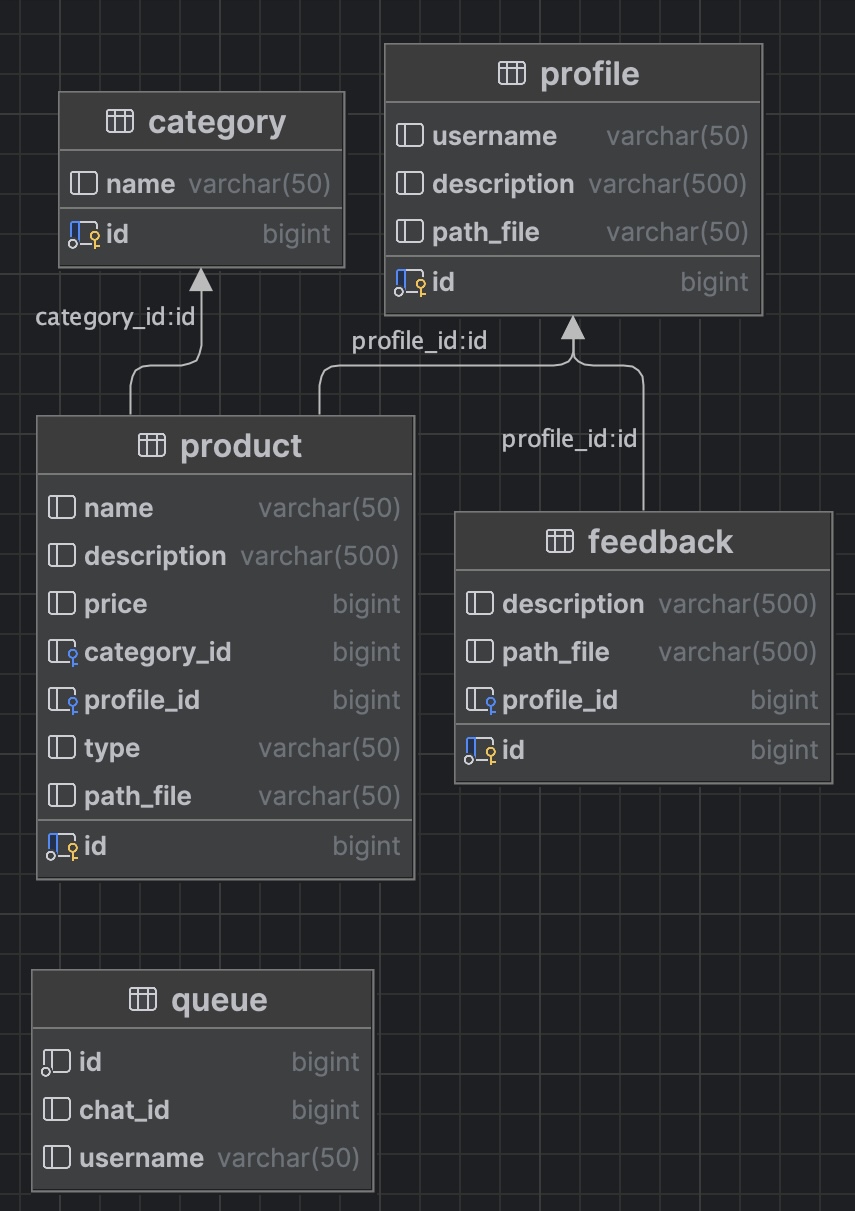 category
name varchar(50)
id bigint
profile
username varchar(50)
description varchar(500)
path_file varchar(50)
id bigint
category_id:id
profile_id:id
profile_id:id
product
name varchar(50)
description varchar(500)
price bigint
category_id bigint
profile_id bigint
type varchar(50)
path_file varchar(50)
id bigint
feedback
description varchar(500)
path_file varchar(500)
profile_id bigint
id bigint
queue
id bigint
chat_id bigint
username varchar(50)